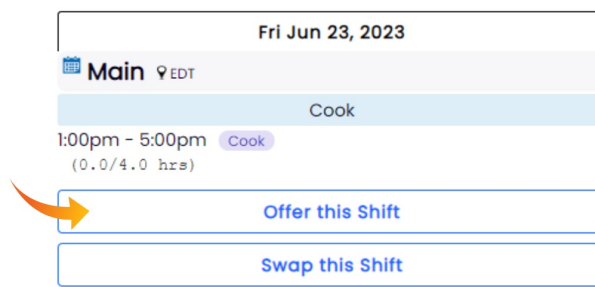 Fri Jun 23, 2023
Main EDT
Cook
1:00pm - 5:00pm Cook
(0.0/4.0 hrs)
Offer this Shift
Swap this Shift